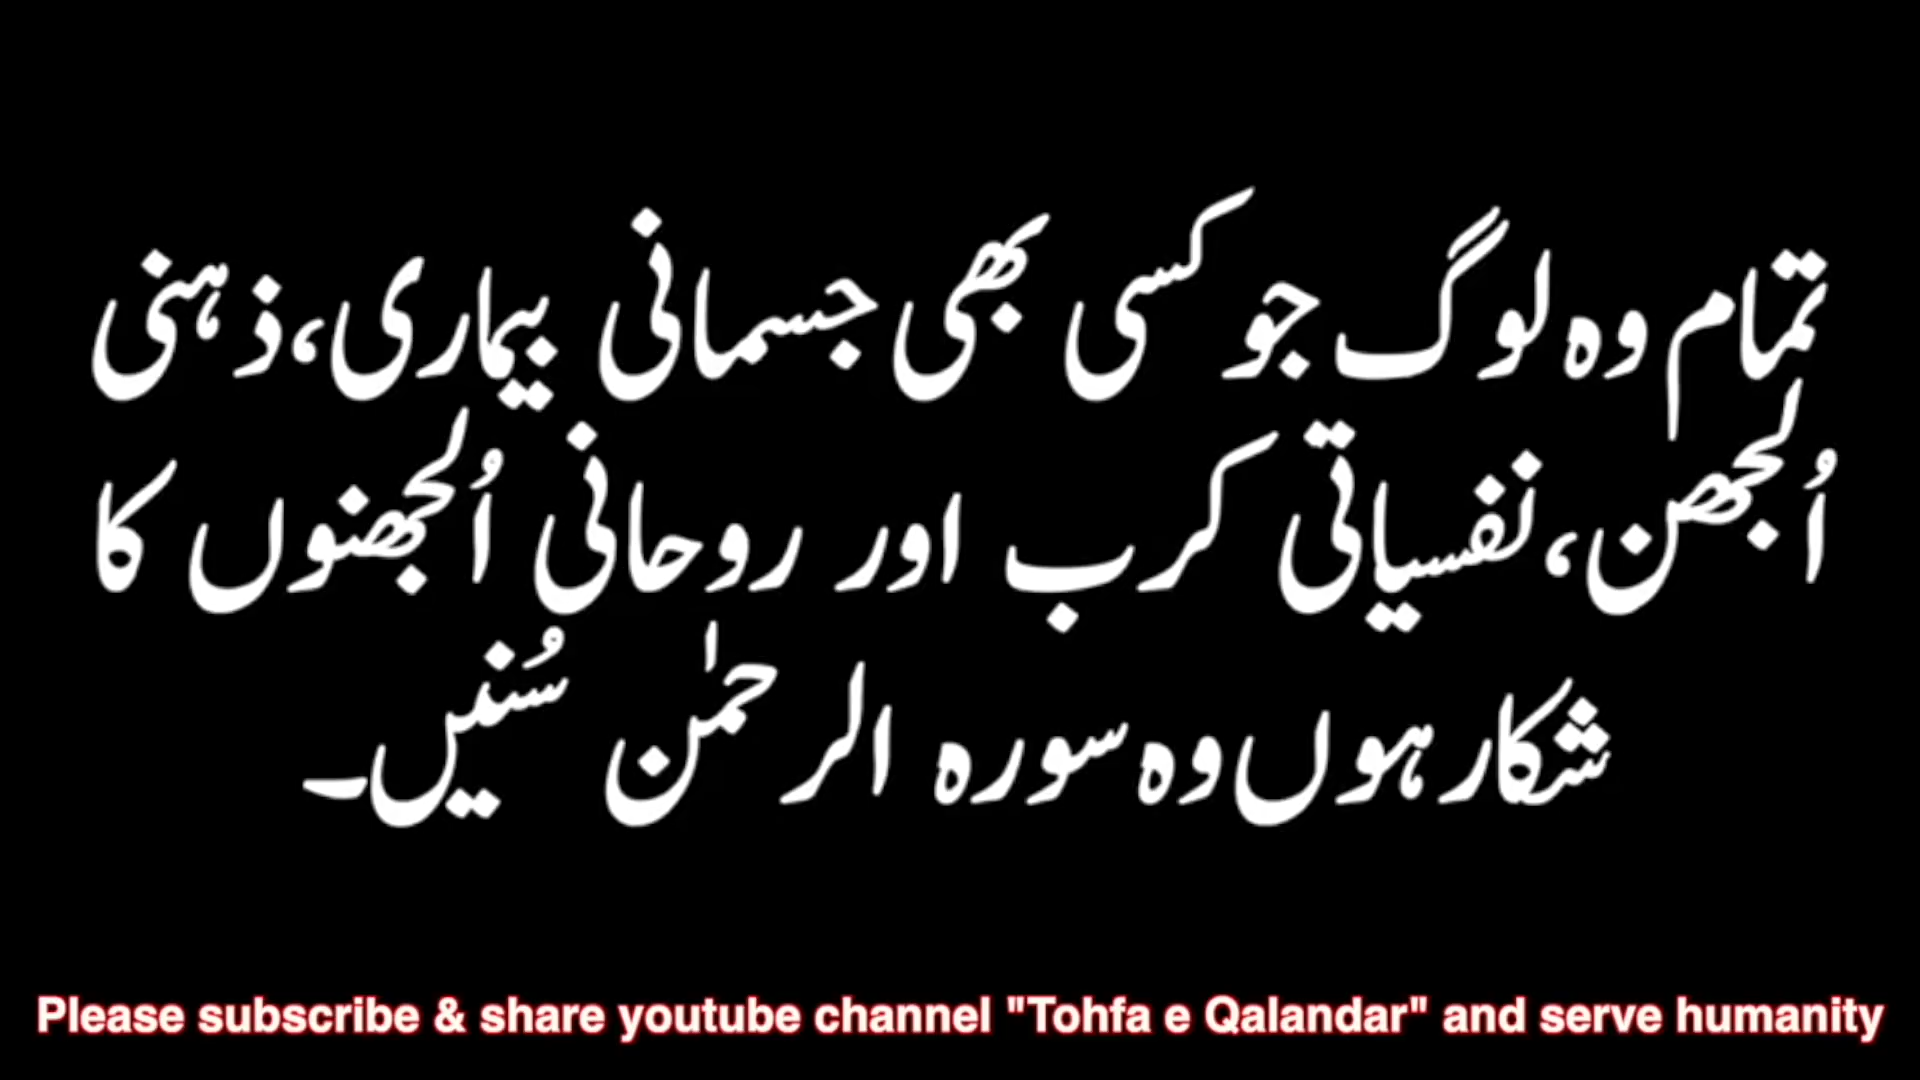 تمام وہ لوگ جو کسی بھی جسمانی بیماری، ذہنی
اُلجھن، نفسیاتی کرب اور روحانی اُلجھنوں کا
شکار ہوں وہ سورہ الرحمٰن سُنیں۔
Please subscribe & share youtube channel "Tohfa e Qalandar" and serve humanity